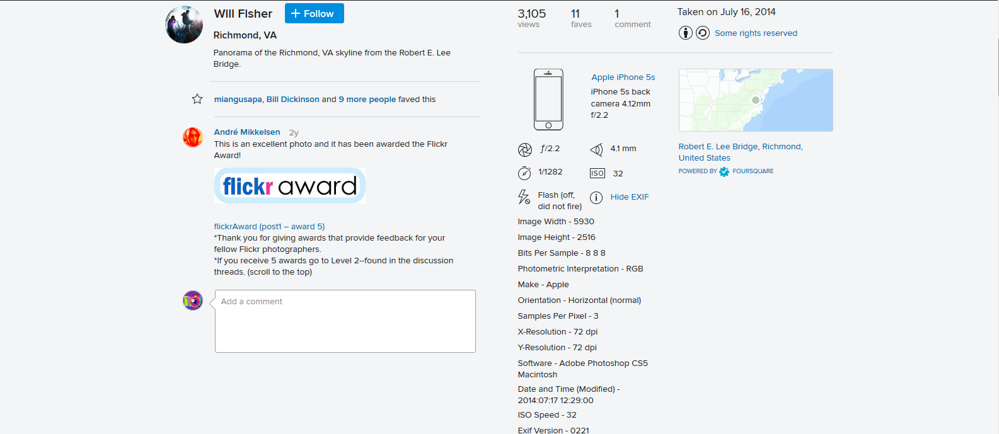 Will Fisher
+ Follow
Richmond, VA
Panorama of the Richmond, VA skyline from the Robert E. Lee
Bridge.
miangusapa, Bill Dickinson and 9 more people faved this
André Mikkelsen 2y
This is an excellent photo and it has been awarded the Flickr
Award!
flickr award
flickrAward (post1 – award 5)
*Thank you for giving awards that provide feedback for your
fellow Flickr photographers.
*If you receive 5 awards go to Level 2--found in the discussion
threads. (scroll to the top)
Add a comment
3,105 11 1
views faves comment
Taken on July 16, 2014
Some rights reserved
Apple iPhone 5s
iPhone 5s back
camera 4.12mm
f/2.2
ƒ/2.2 4.1 mm
1/1282 ISO 32
Flash (off,
did not fire)
Hide EXIF
Robert E. Lee Bridge, Richmond,
United States
POWERED BY FOURSQUARE
Image Width - 5930
Image Height - 2516
Bits Per Sample - 8 8 8
Photometric Interpretation - RGB
Make - Apple
Orientation - Horizontal (normal)
Samples Per Pixel - 3
X-Resolution - 72 dpi
Y-Resolution - 72 dpi
Software - Adobe Photoshop CS5
Macintosh
Date and Time (Modified) -
2014:07:17 12:29:00
ISO Speed - 32
Exif Version - 0221